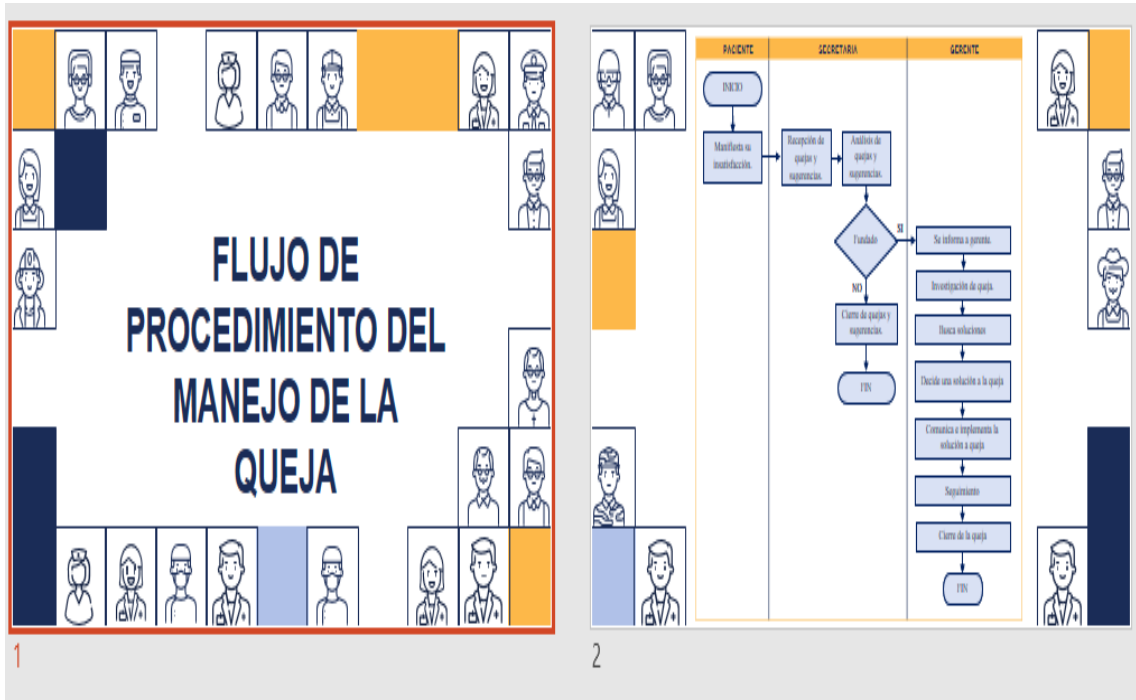 FLUJO DE
PROCEDIMIENTO DEL
MANEJO DE LA
QUEJA
1
PACIENTE
SECRETARIA
GERENTE
INICIO
Manifiesta su
insatisfacción.
Recepción de
quejas y
sugerencias.
Análisis de
quejas y
sugerencias.
Fundado
SI
NO
Cierre de quejas y
sugerencias.
FIN
Se informa a gerente.
Investigación de queja.
Busca soluciones
Decide una solución a la queja
Comunica e implementa la
solución a queja
Seguimiento
Cierre de la queja
FIN
2